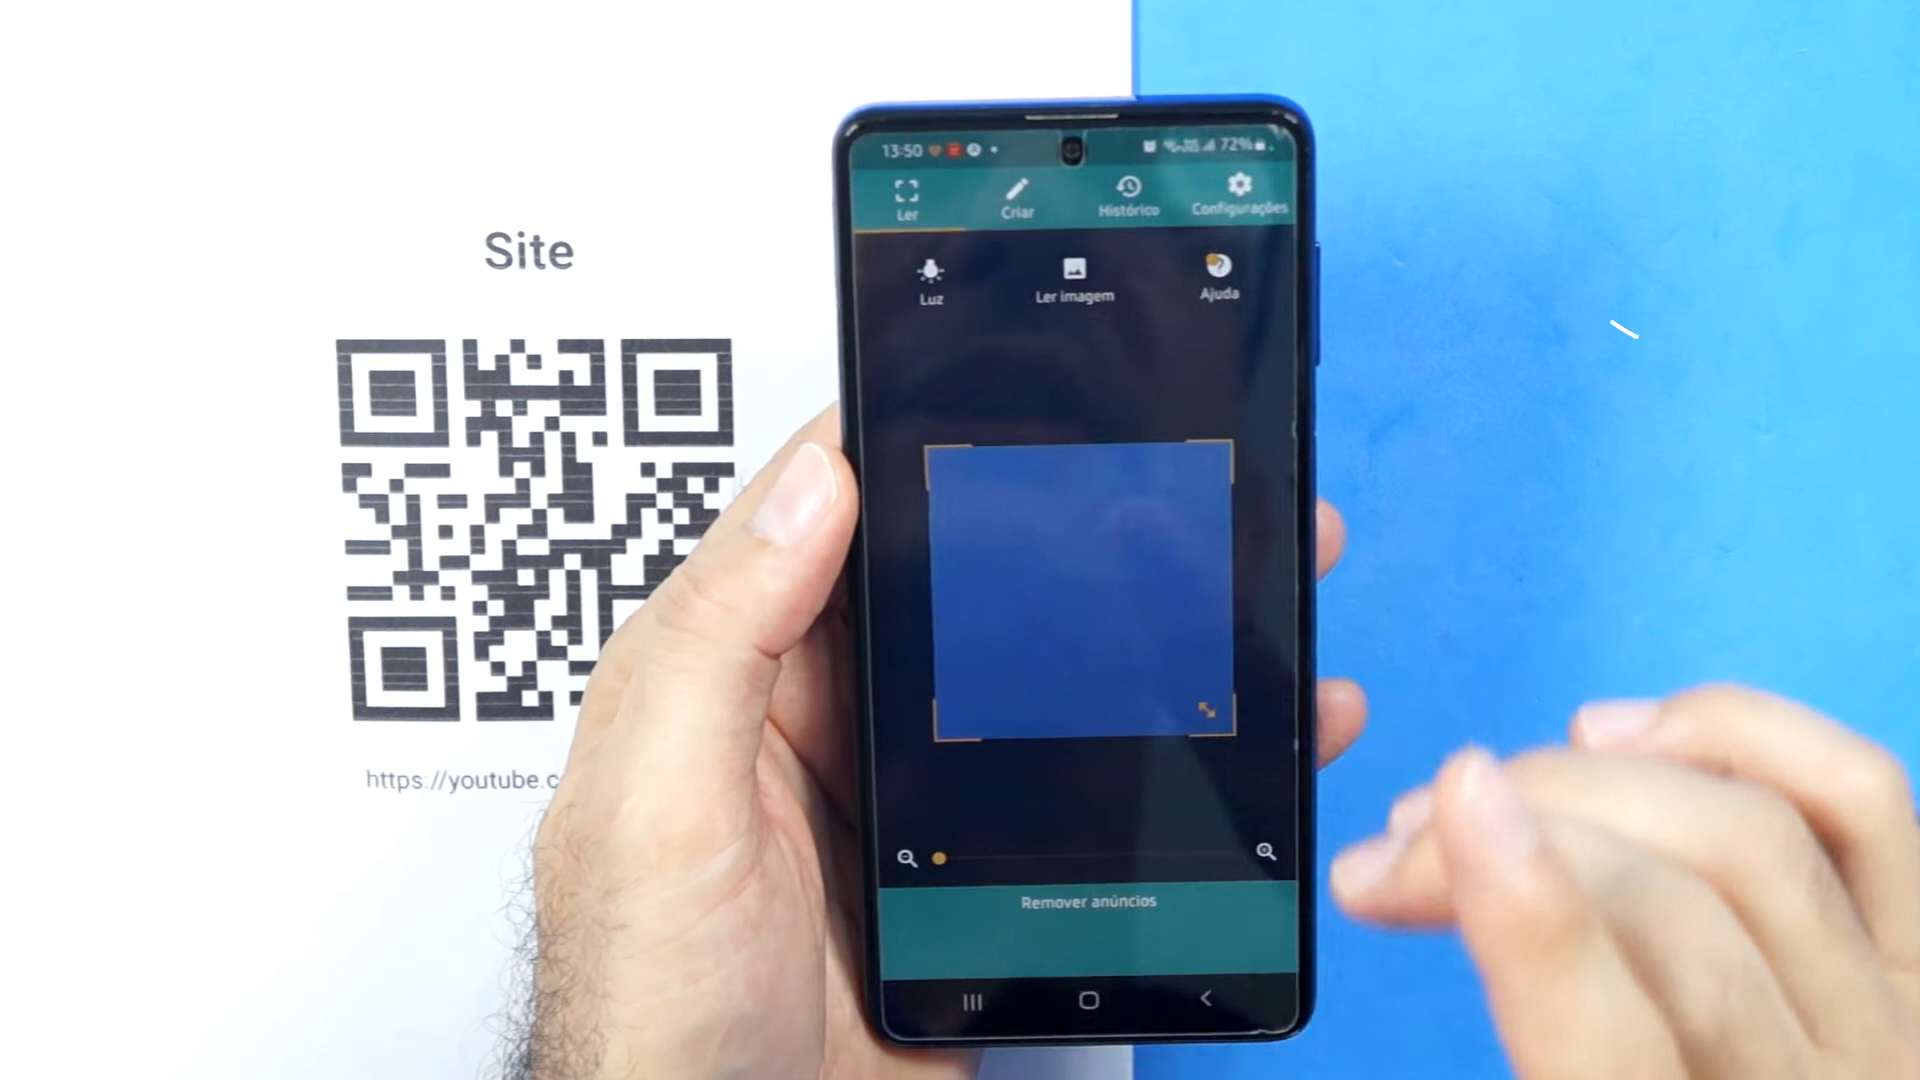 Site
https://youtube.c
13:50
72%
Ler
Criar
Histórico
Configurações
Luz
Ler imagem
Ajuda
Remover anúncios